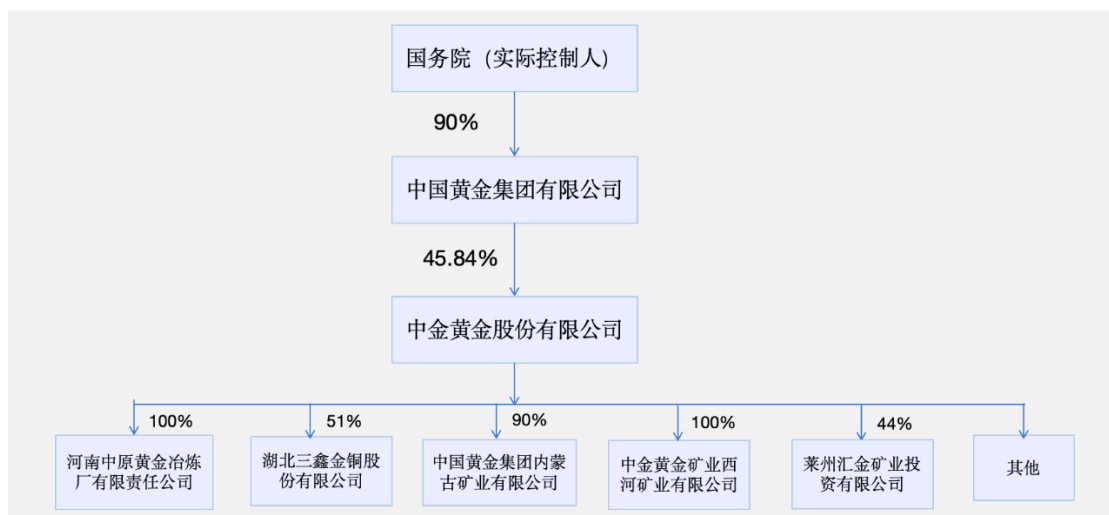 国务院（实际控制人）
90%
中国黄金集团有限公司
45.84%
中金黄金股份有限公司
100%
51%
90%
100%
44%
河南中原黄金冶炼
厂有限责任公司
湖北三鑫金铜股
份有限公司
中国黄金集团内蒙
古矿业有限公司
中金黄金矿业西
河矿业有限公司
莱州汇金矿业投
资有限公司
其他